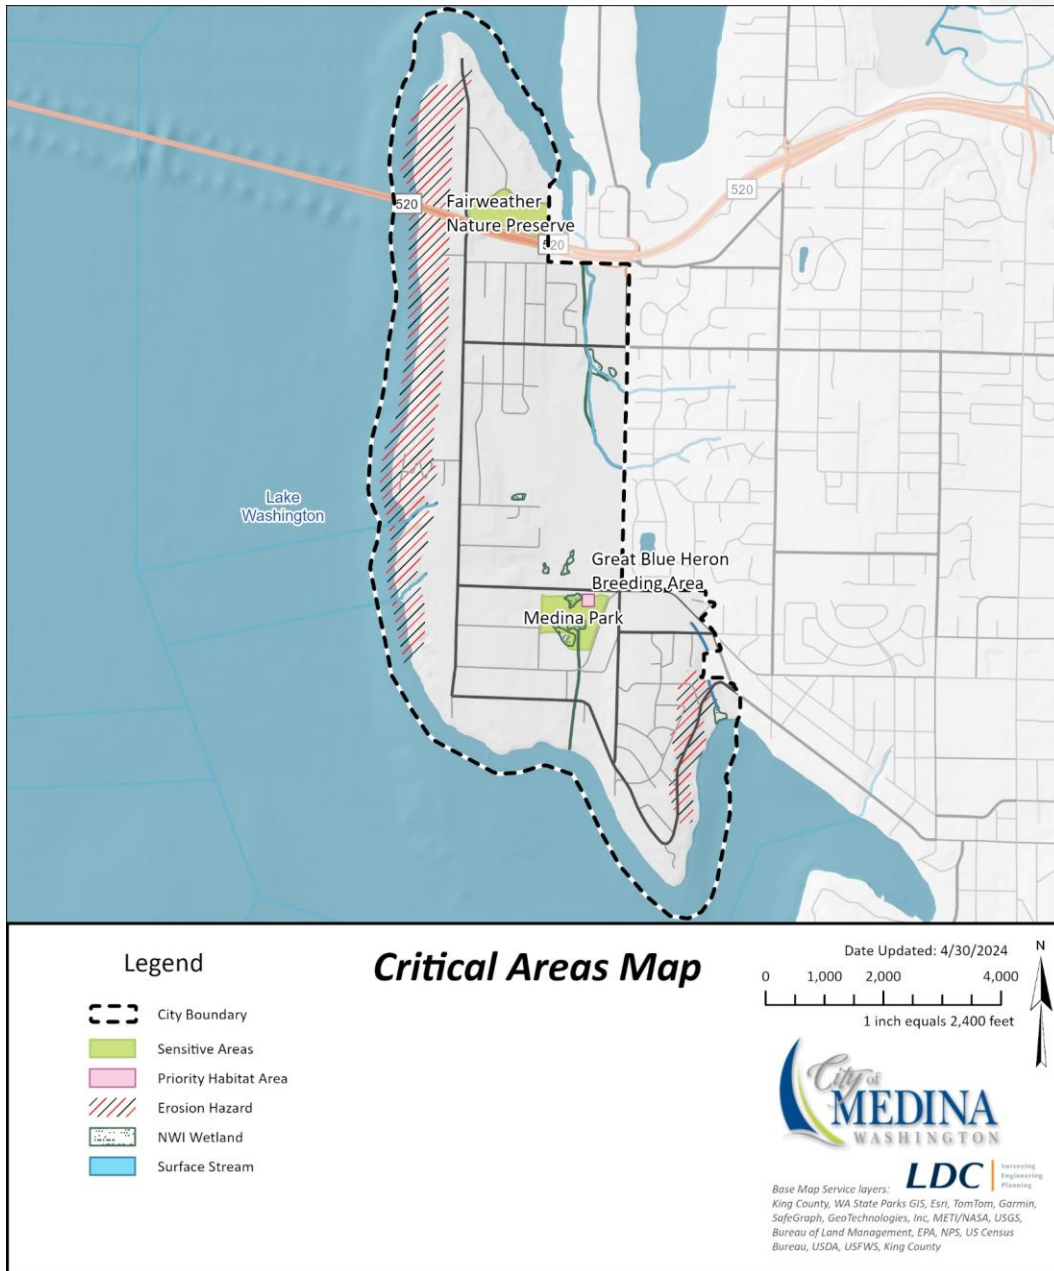 520
520
Fairweather
Nature Preserve
520
Lake
Washington
Great Blue Heron
Breeding Area
Medina Park
Legend
City Boundary
Sensitive Areas
Priority Habitat Area
Erosion Hazard
NWI Wetland
Surface Stream
Critical Areas Map
Date Updated: 4/30/2024
N
0 1,000 2,000 4,000
1 inch equals 2,400 feet
City of
MEDINA
WASHINGTON
LDC
Surveying
Engineering
Planning
Base Map Service layers:
King County, WA State Parks GIS, Esri, TomTom, Garmin,
SafeGraph, GeoTechnologies, Inc, METI/NASA, USGS,
Bureau of Land Management, EPA, NPS, US Census
Bureau, USDA, USFWS, King County